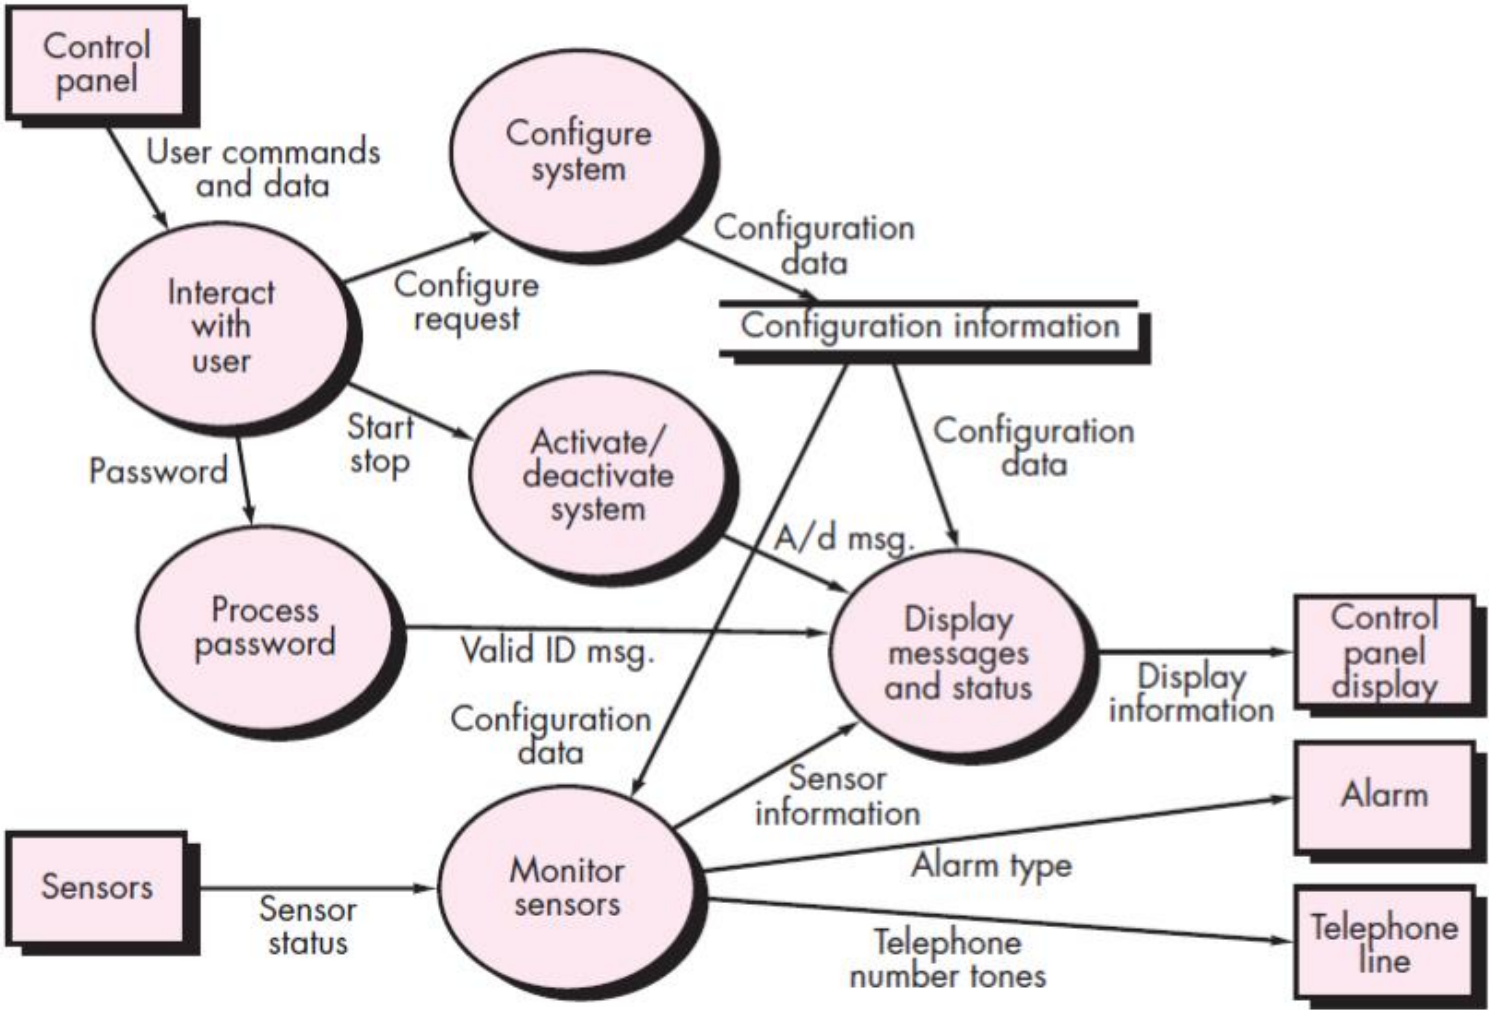 Control
panel
User commands
and data
Configure
system
Interact
with
user
Configure
request
Configuration
data
Configuration information
Start
stop
Activate/
deactivate
system
Configuration
data
Password
A/d msg.
Process
password
Valid ID msg.
Display
messages
and status
Display
information
Control
panel
display
Configuration
data
Sensor
information
Alarm
Alarm type
Sensors
Sensor
status
Monitor
sensors
Telephone
number tones
Telephone
line